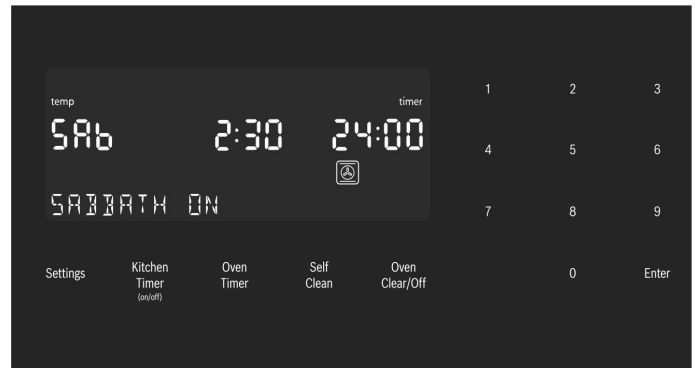 temp timer
SAb 2:30 24:00
SABBATH ON
Settings
Kitchen
Timer
(on/off)
Oven
Timer
Self
Clean
Oven
Clear/Off
1 2 3
4 5 6
7 8 9
0 Enter